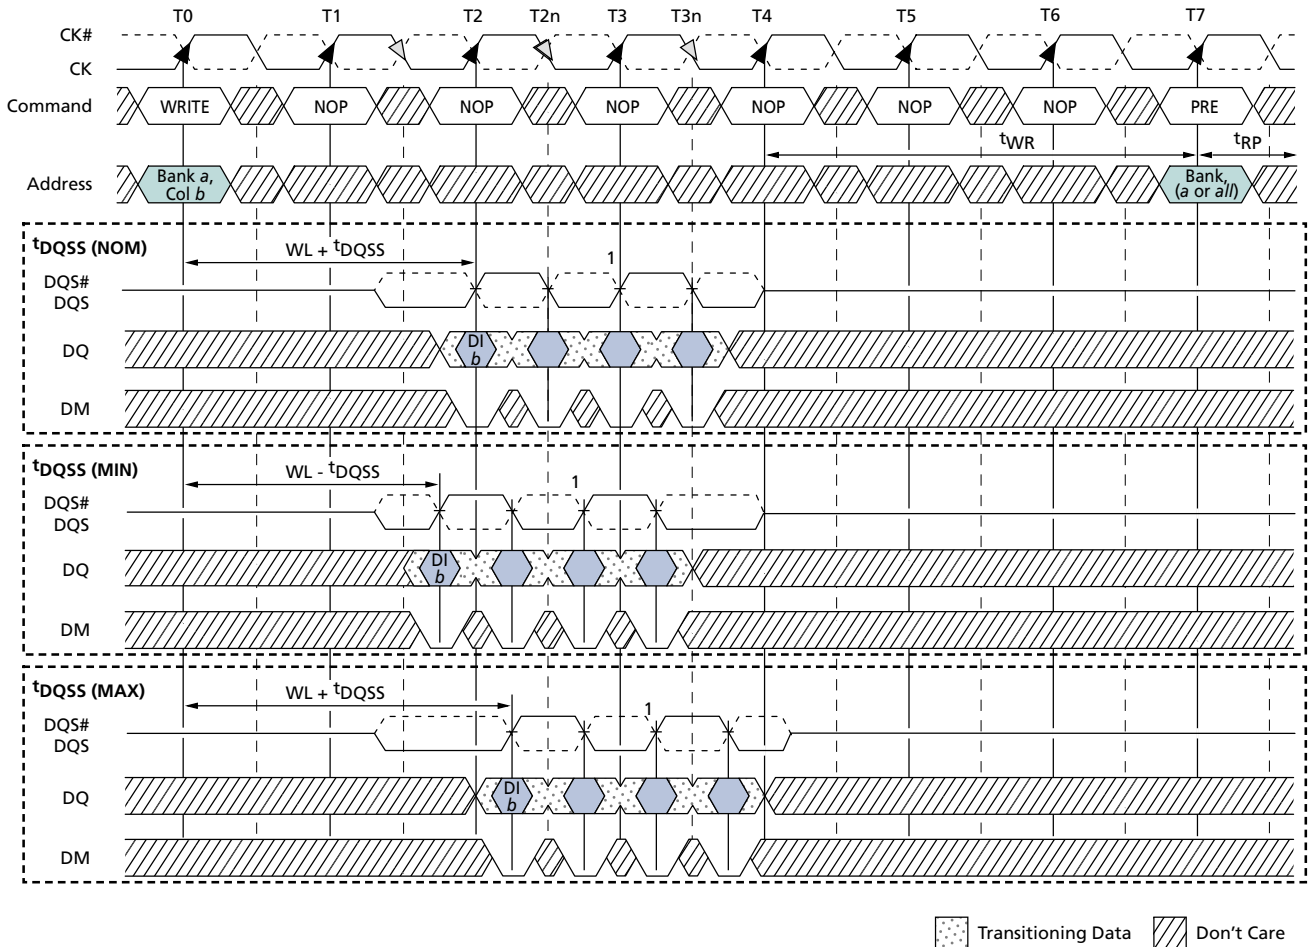 T0 T1 T2 T2n T3 T3n T4 T5 T6 T7
CK#
CK
Command WRITE NOP NOP NOP NOP NOP NOP PRE
tWR tRP
Address Bank a, Col b Bank, (a or all)
tDQSS (NOM)
WL + tDQSS
1
DQS#
DQS
DQ DI b
DM
tDQSS (MIN)
WL - tDQSS
1
DQS#
DQS
DQ DI b
DM
tDQSS (MAX)
WL + tDQSS
1
DQS#
DQS
DQ DI b
DM
Transitioning Data Don't Care